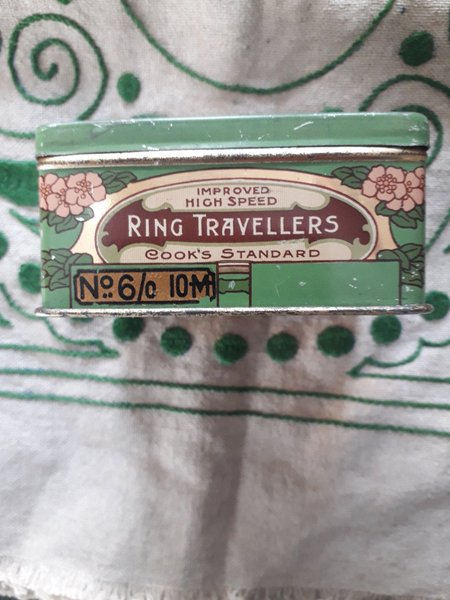 IMPROVED
HIGH SPEED
RING TRAVELLERS
COOK'S STANDARD
No. 6/0 10M